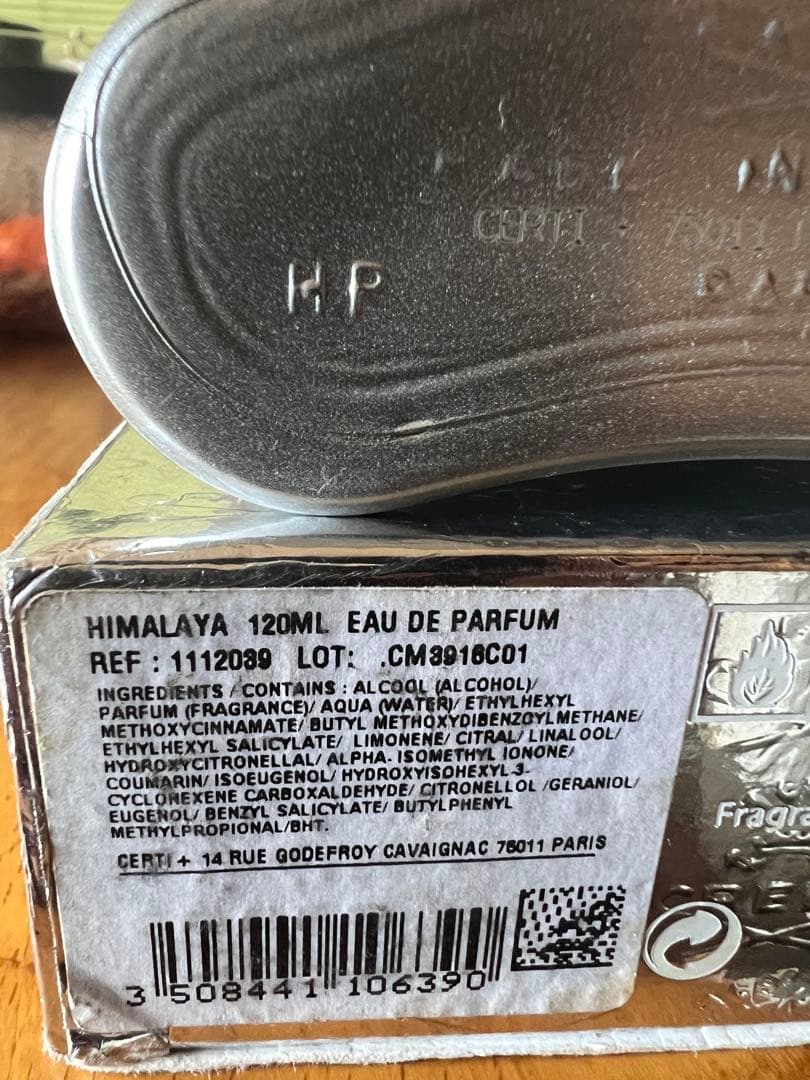 IN
CERTI - 75011
HP
HIMALAYA 120ML EAU DE PARFUM
REF : 1112039 LOT: .CM3916C01
INGREDIENTS / CONTAINS : ALCOOL (ALCOHOL)/
PARFUM (FRAGRANCE)/ AQUA (WATER)/ ETHYLHEXYL
METHOXYCINNAMATE/ BUTYL METHOXYDIBENZOYLMETHANE/
ETHYLHEXYL SALICYLATE/ LIMONENE/ CITRAL/ LINALOOL/
HYDROXYCITRONELLAL/ ALPHA- ISOMETHYL IONONE/
COUMARIN/ ISOEUGENOL/ HYDROXYISOHEXYL 3-
CYCLOHEXENE CARBOXALDEHYDE/ CITRONELLOL /GERANIOL/
EUGENOL/ BENZYL SALICYLATE/ BUTYLPHENYL
METHYLPROPIONAL/BHT.
CERTI + 14 RUE GODEFROY CAVAIGNAC 75011 PARIS
3 508441 106390
Fragra